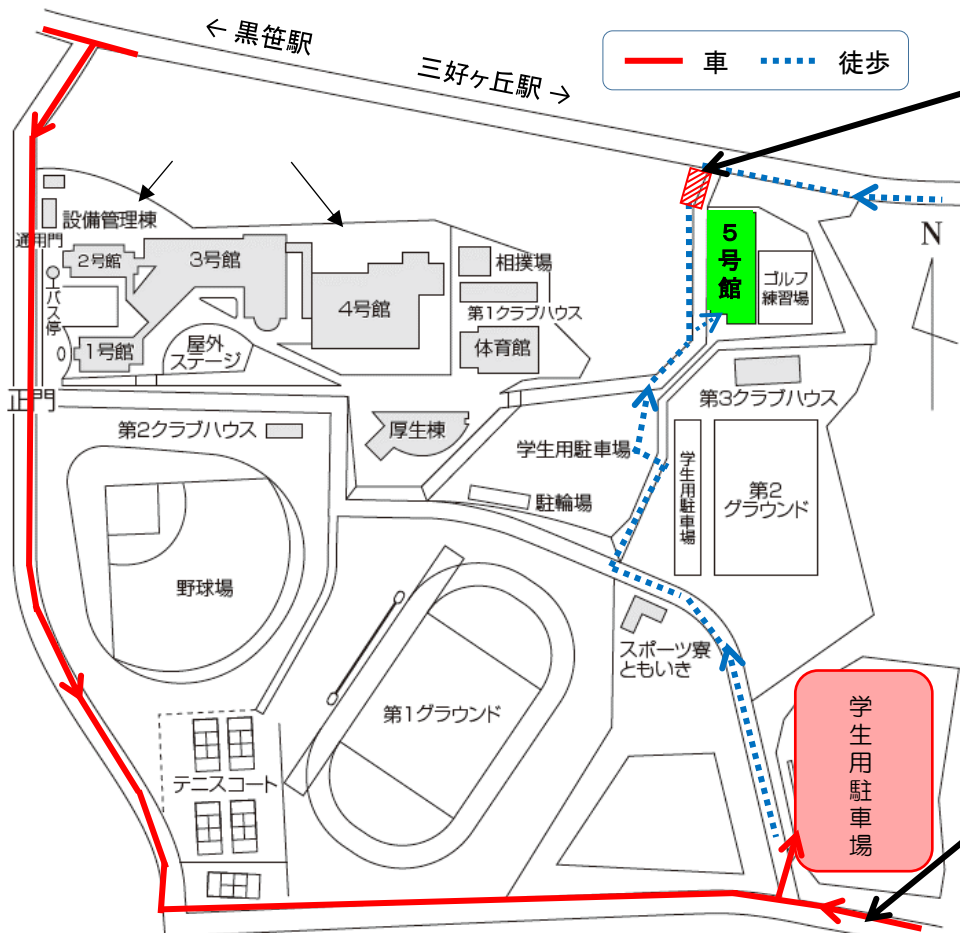 ← 黒笹駅
三好ヶ丘駅 →
車
徒歩
設備管理棟
通用門
2号館
3号館
バス停
1号館
屋外
ステージ
4号館
相撲場
第1クラブハウス
体育館
5号館
ゴルフ
練習場
N
正門
第2クラブハウス
厚生棟
学生用駐車場
第3クラブハウス
駐輪場
学生用駐車場
第2
グラウンド
野球場
スポーツ寮
ともいき
第1グラウンド
テニスコート
学生用駐車場